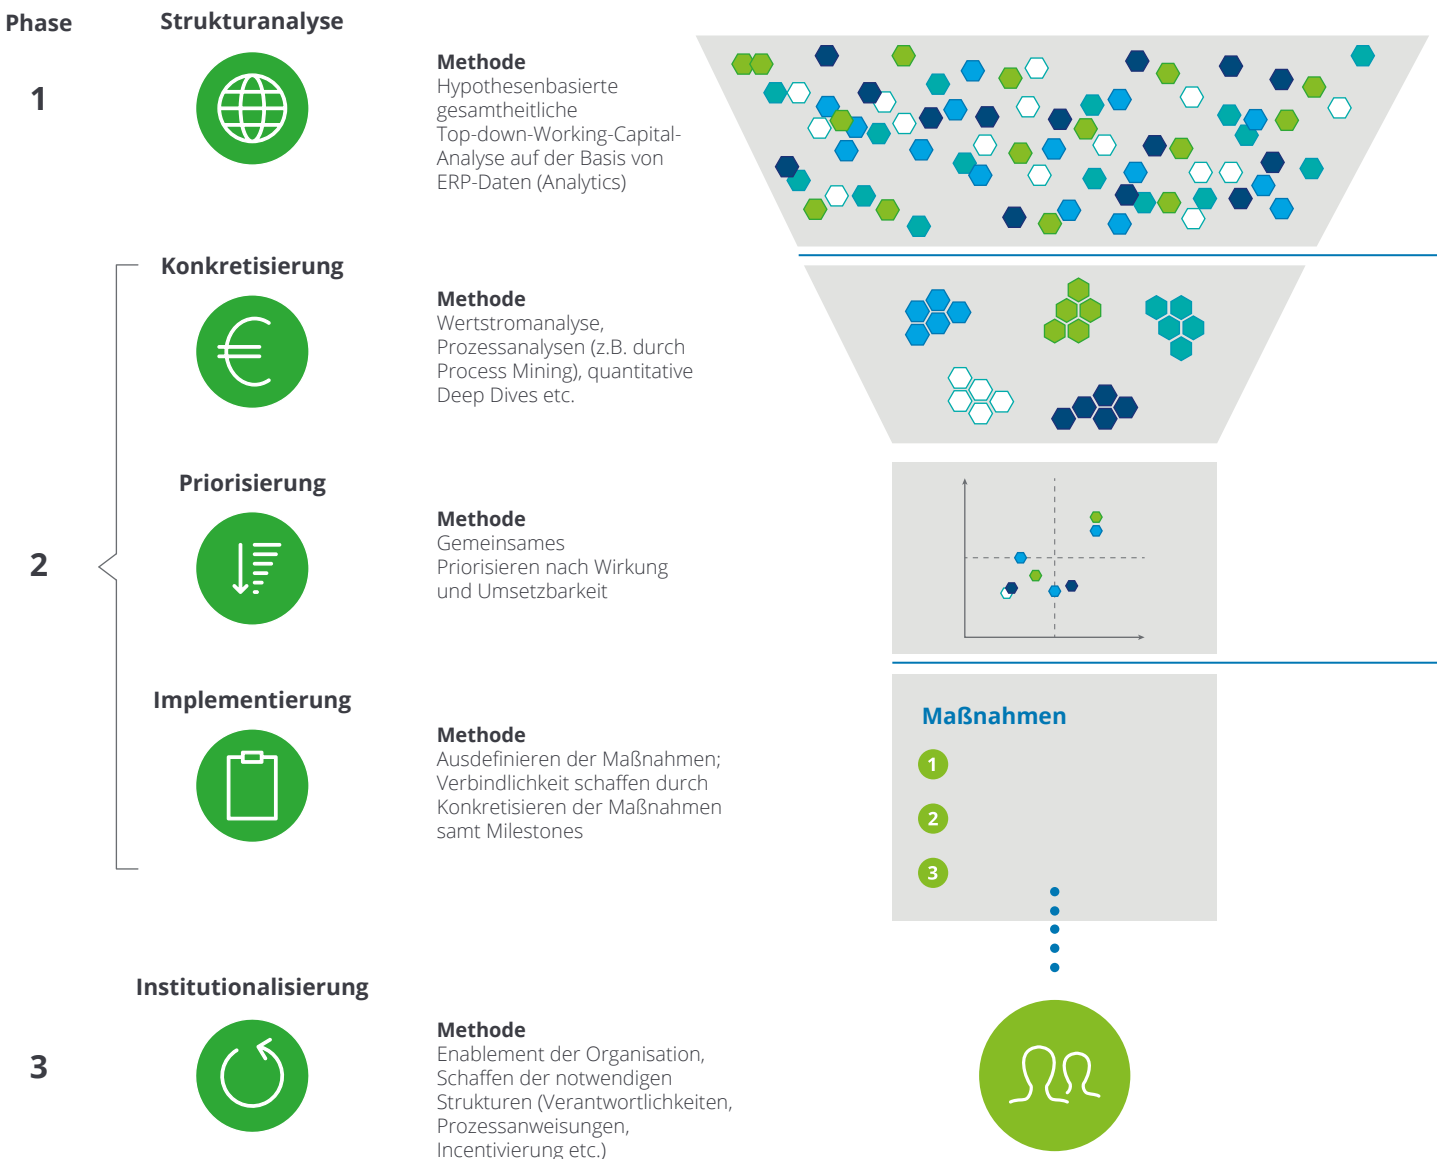 Phase
Strukturanalyse
1
Methode
Hypothesenbasierte
gesamtheitliche
Top-down-Working-Capital-
Analyse auf der Basis von
ERP-Daten (Analytics)
Konkretisierung
Methode
Wertstromanalyse,
Prozessanalysen (z.B. durch
Process Mining), quantitative
Deep Dives etc.
2
Priorisierung
Methode
Gemeinsames
Priorisieren nach Wirkung
und Umsetzbarkeit
Implementierung
Methode
Ausdefinieren der Maßnahmen;
Verbindlichkeit schaffen durch
Konkretisieren der Maßnahmen
samt Milestones
Maßnahmen
1
2
3
Institutionalisierung
3
Methode
Enablement der Organisation,
Schaffen der notwendigen
Strukturen (Verantwortlichkeiten,
Prozessanweisungen,
Incentivierung etc.)